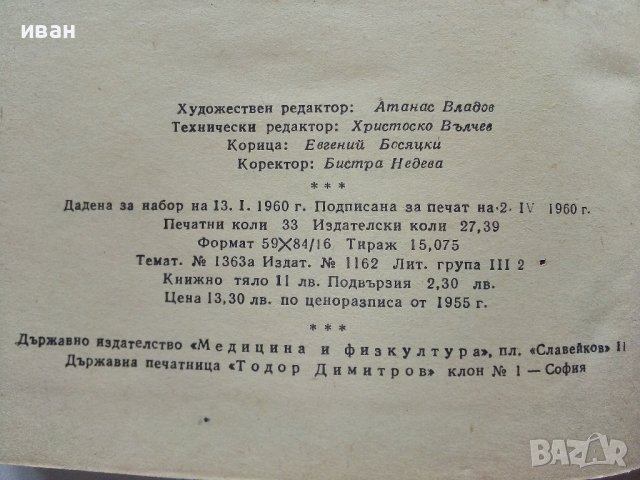 иван
Художествен редактор: Атанас Владов
Технически редактор: Христоско Вълчев
Корица: Евгений Босяцки
Коректор: Бистра Недева
* * *
Дадена за набор на 13. I. 1960 г. Подписана за печат на 2. IV 1960 г.
Печатни коли 33 Издателски коли 27,39
Формат 59×84/16 Тираж 15,075
Темат. № 1363а Издат. № 1162 Лит. група III 2
Книжно тяло 11 лв. Подвързия 2,30 лв.
Цена 13,30 лв. по ценоразписа от 1955 г.
* * *
Държавно издателство «Медицина и физкултура», пл. «Славейков» 11
Държавна печатница «Тодор Димитров» клон № 1 — София
BAZAR.bg